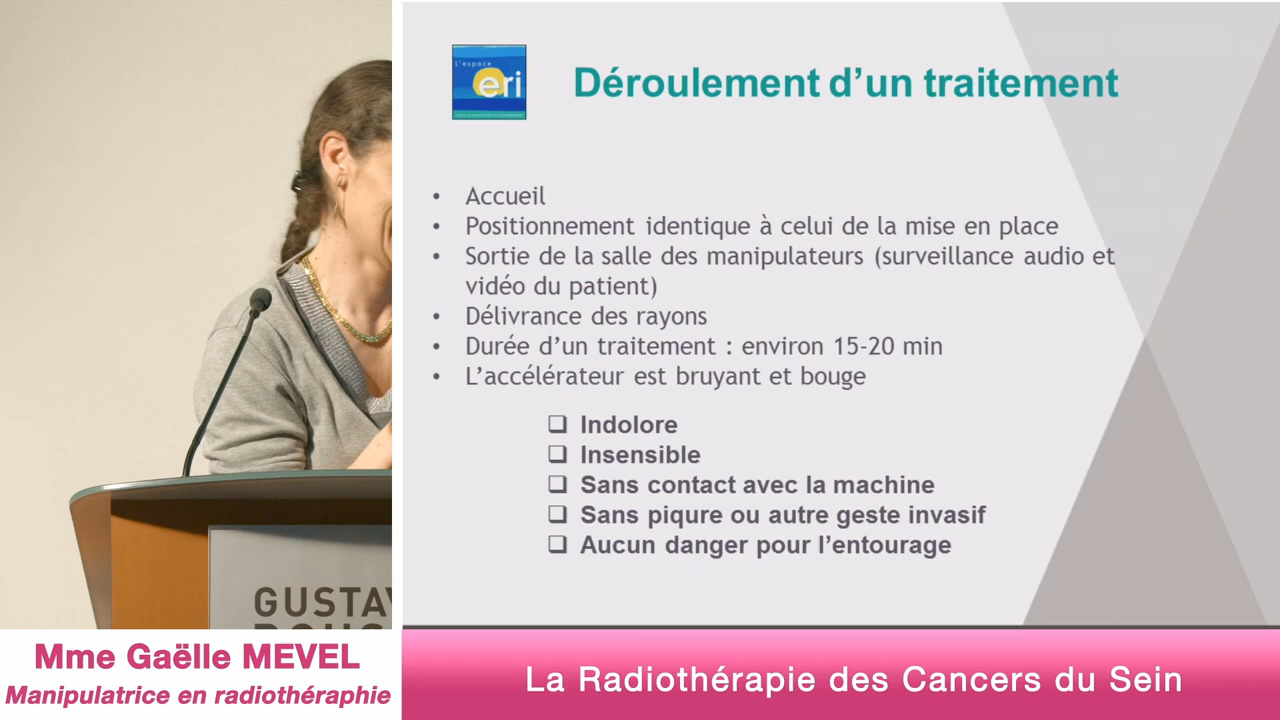 L'espace
eri
Déroulement d'un traitement
• Accueil
• Positionnement identique à celui de la mise en place
• Sortie de la salle des manipulateurs (surveillance audio et
vidéo du patient)
• Délivrance des rayons
• Durée d'un traitement : environ 15-20 min
• L'accélérateur est bruyant et bouge
❑ Indolore
❑ Insensible
❑ Sans contact avec la machine
❑ Sans piqure ou autre geste invasif
❑ Aucun danger pour l'entourage
GUSTAV
Mme Gaëlle MEVEL
Manipulatrice en radiothéraphie
La Radiothérapie des Cancers du Sein